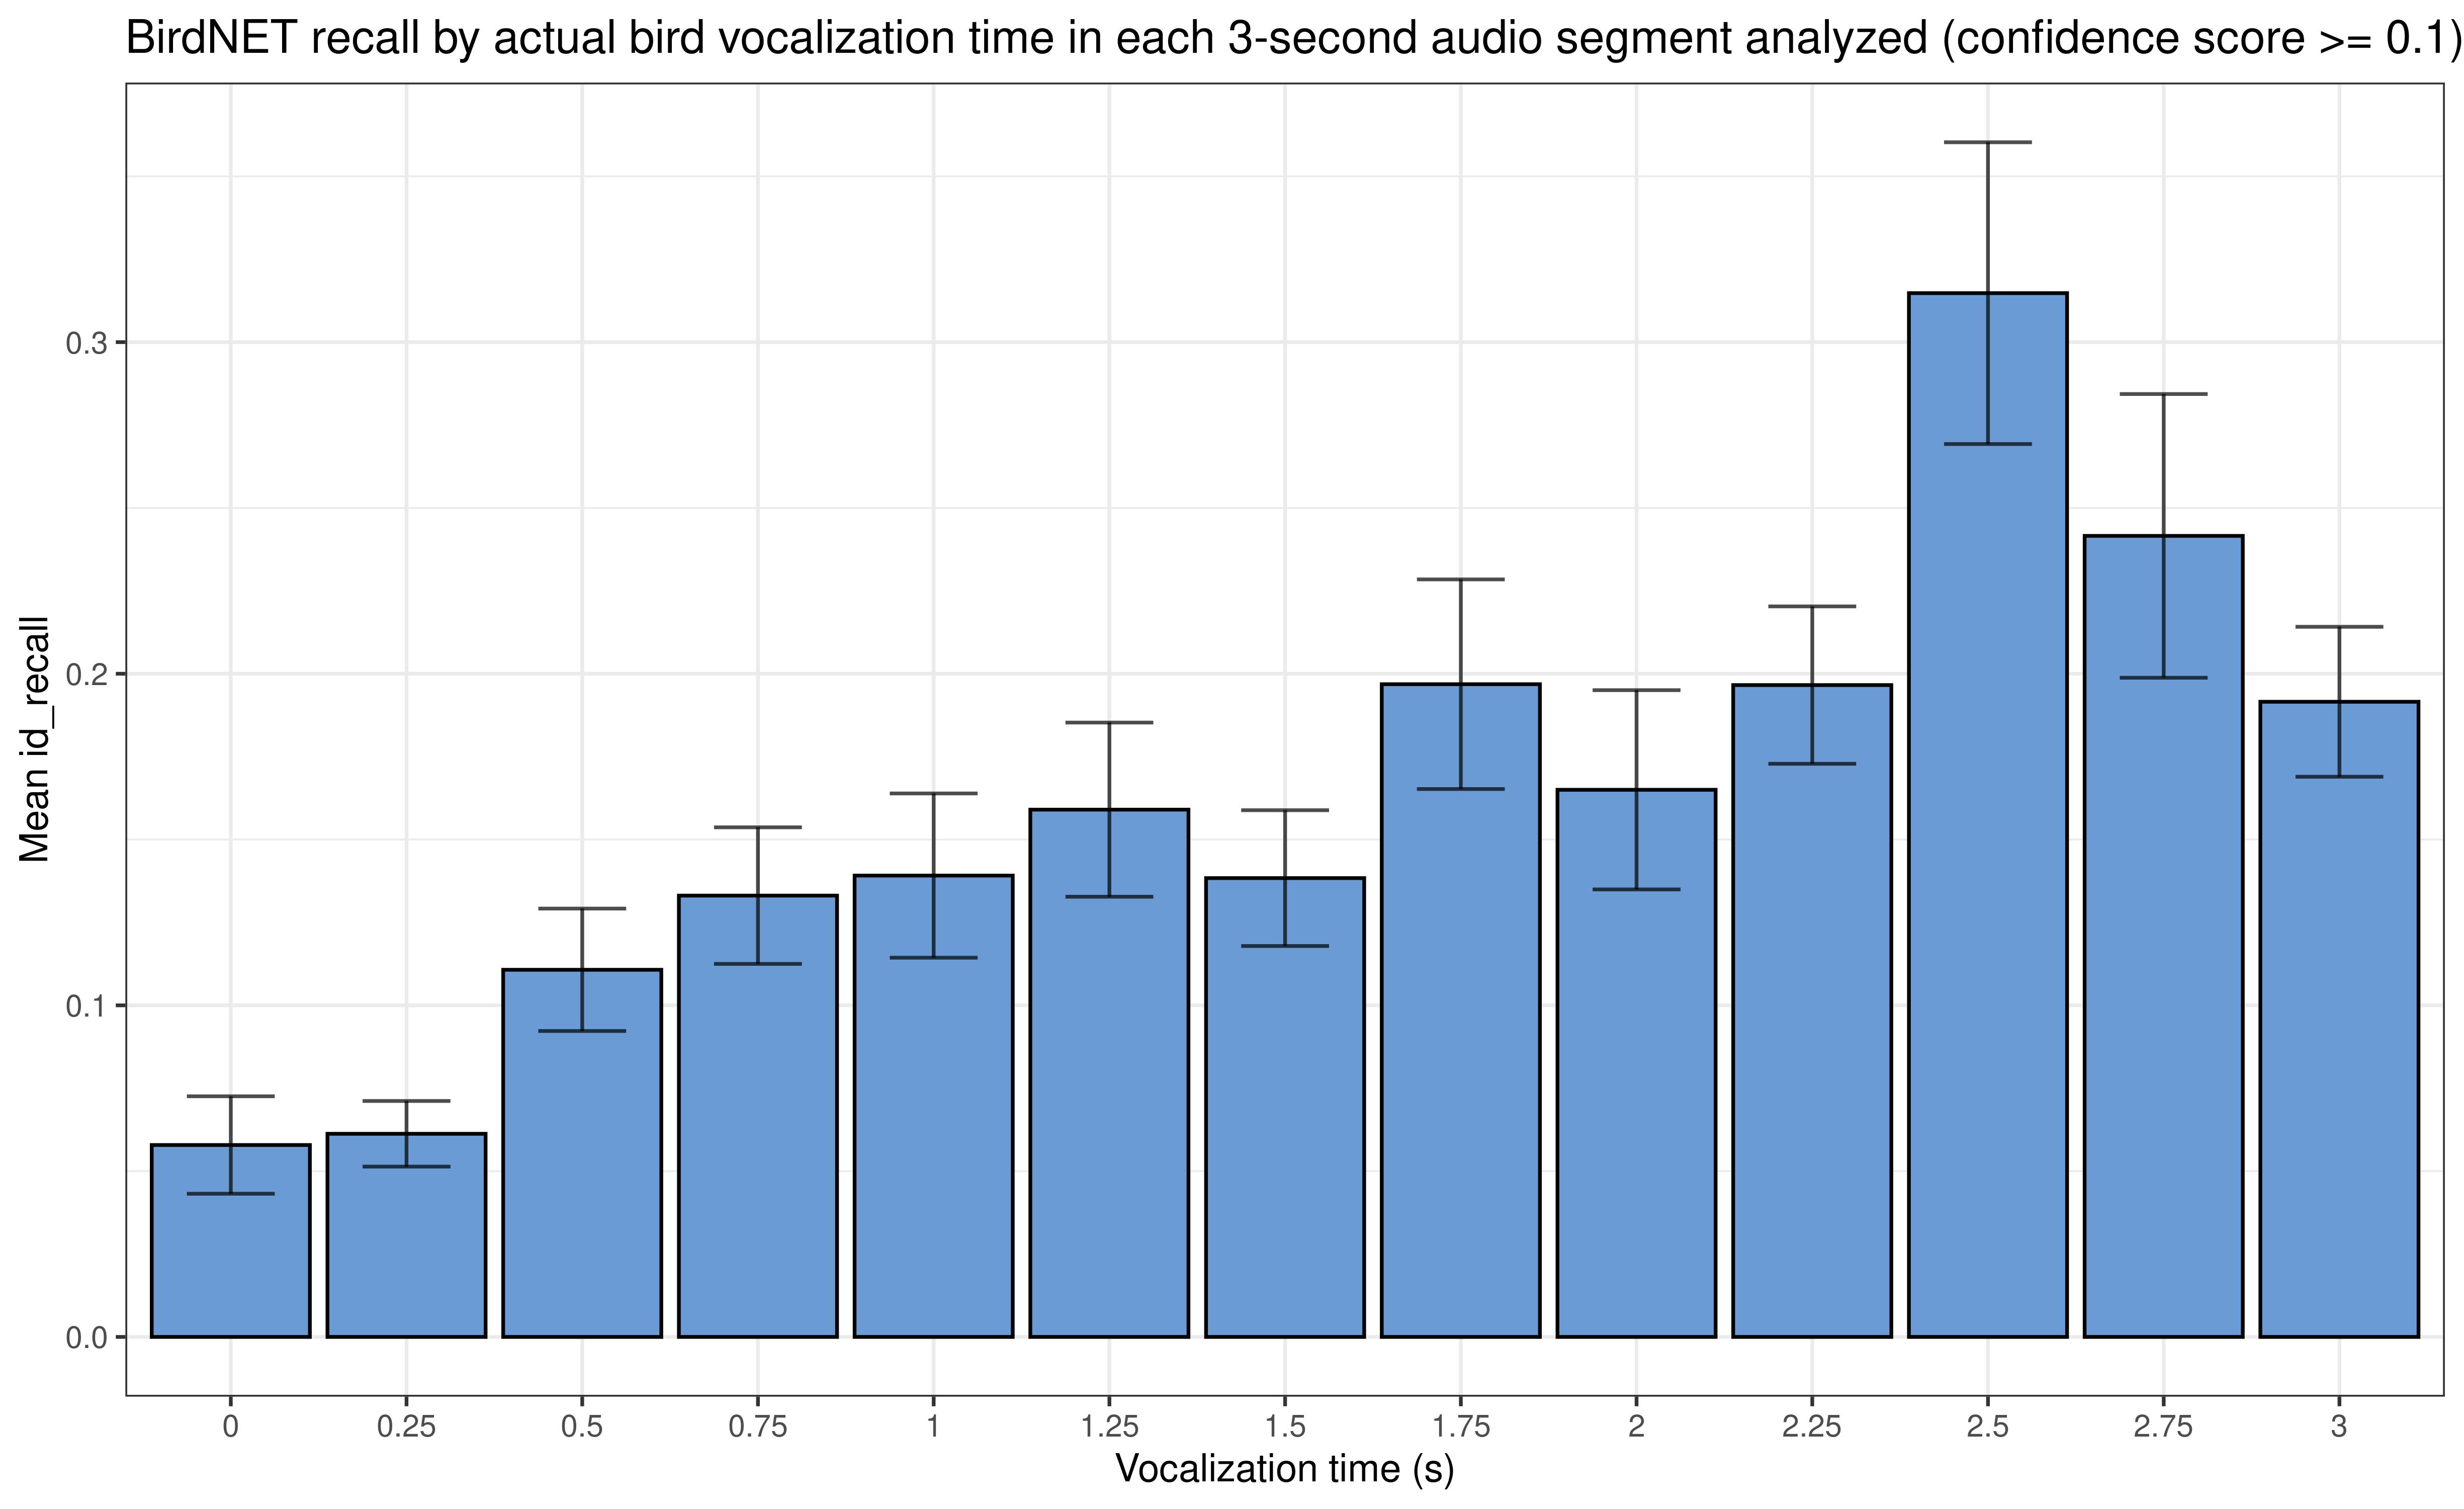 BirdNET recall by actual bird vocalization time in each 3-second audio segment analyzed (confidence score >= 0.1)
Mean id_recall
0.3
0.2
0.1
0.0
0 0.25 0.5 0.75 1 1.25 1.5 1.75 2 2.25 2.5 2.75 3
Vocalization time (s)